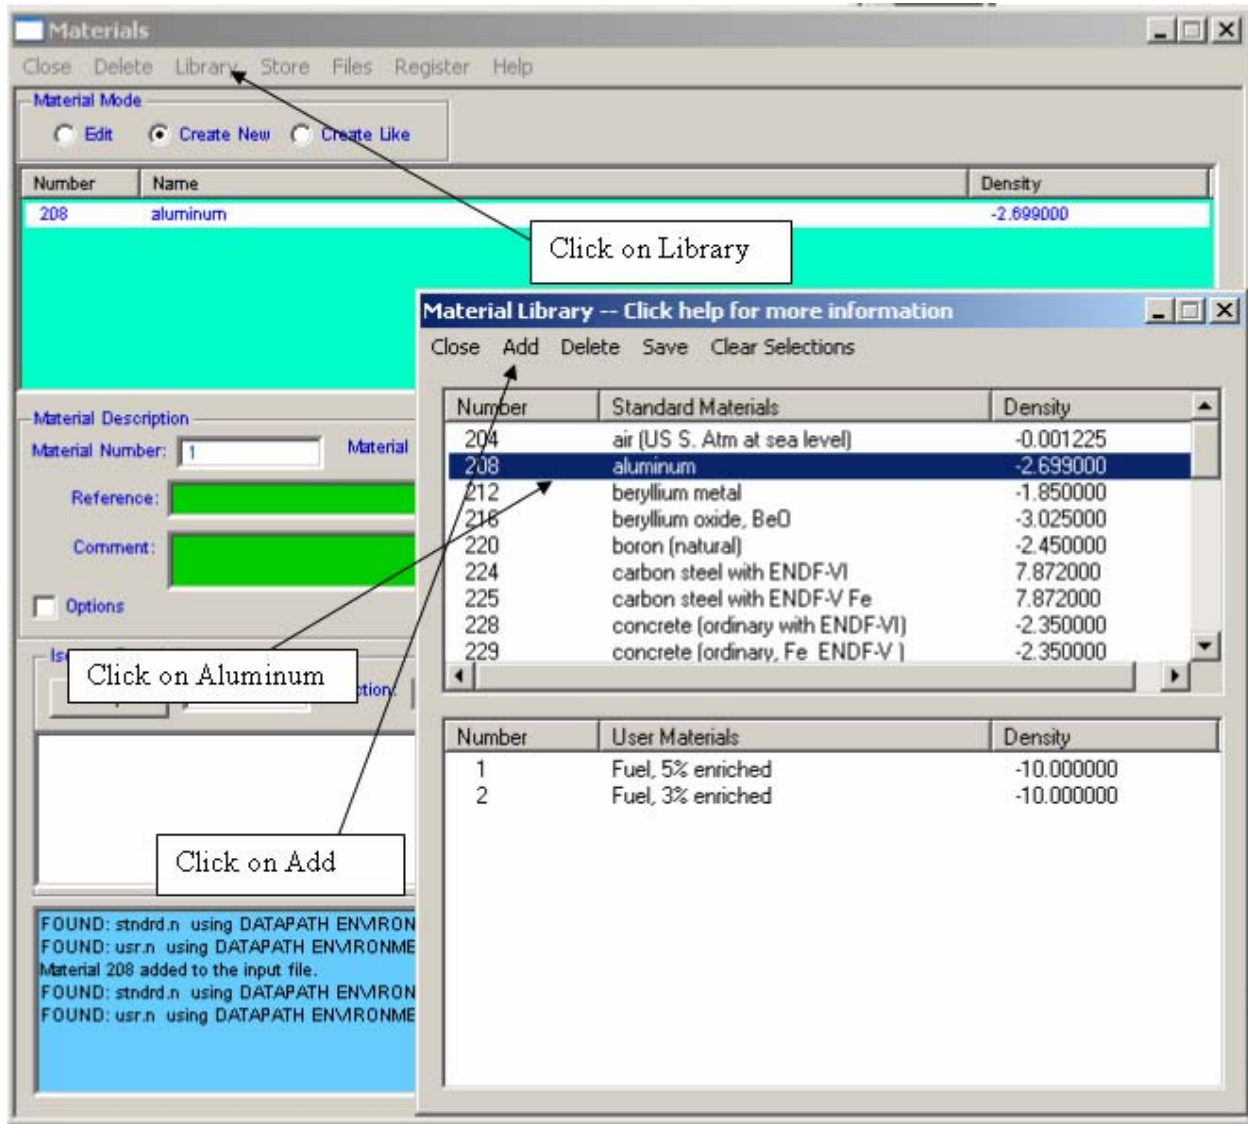 Materials
Close Delete Library Store Files Register Help
Material Mode
Edit Create New Create Like
Number Name Density
208 aluminum -2.699000
Click on Library
Material Library -- Click help for more information
Close Add Delete Save Clear Selections
Number Standard Materials Density
204 air (US S. Atm at sea level) -0.001225
208 aluminum -2.699000
212 beryllium metal -1.850000
216 beryllium oxide, BeO -3.025000
220 boron (natural) -2.450000
224 carbon steel with ENDF-VI 7.872000
225 carbon steel with ENDF-V Fe 7.872000
228 concrete (ordinary with ENDF-VI) -2.350000
229 concrete (ordinary, Fe ENDF-V ) -2.350000
Number User Materials Density
1 Fuel, 5% enriched -10.000000
2 Fuel, 3% enriched -10.000000
Material Description
Material Number: 1 Material
Reference:
Comment:
Options
Click on Aluminum
Click on Add
FOUND: stndrd.n using DATAPATH ENVIRON
FOUND: usr.n using DATAPATH ENVIRONME
Material 208 added to the input file.
FOUND: stndrd.n using DATAPATH ENVIRON
FOUND: usr.n using DATAPATH ENVIRONME